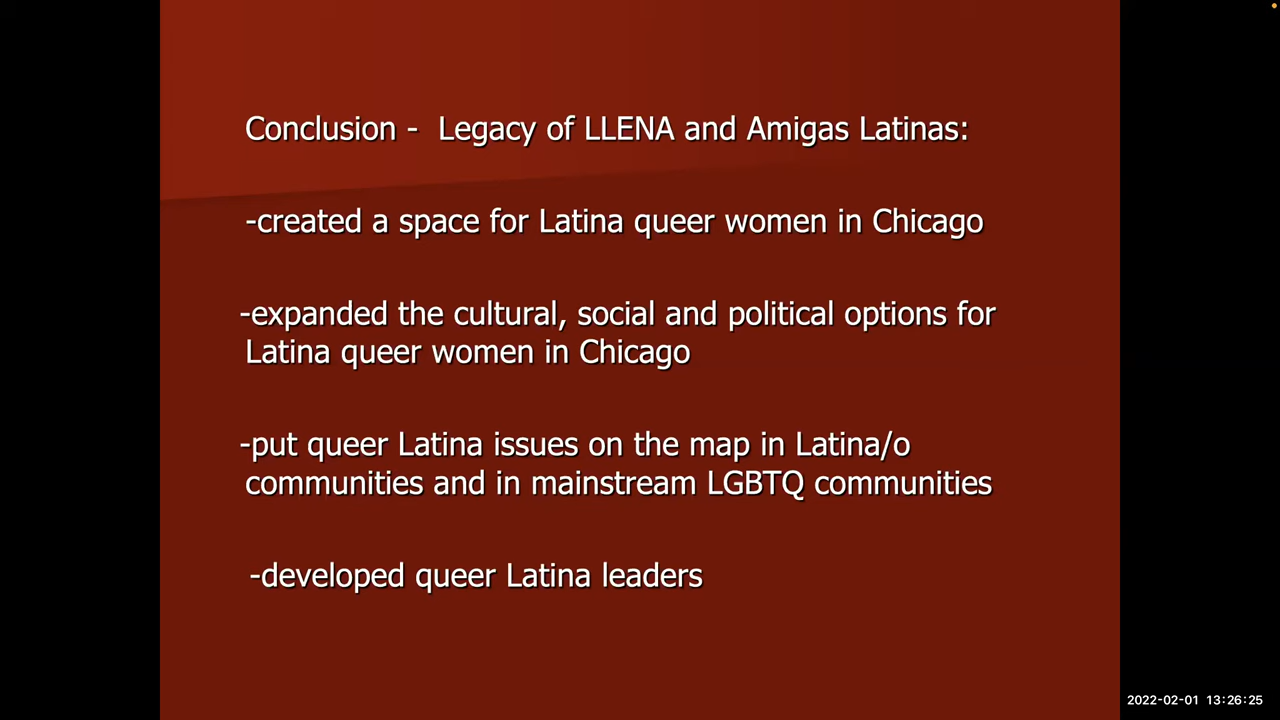 Conclusion -  Legacy of LLENA and Amigas Latinas:
-created a space for Latina queer women in Chicago
-expanded the cultural, social and political options for
Latina queer women in Chicago
-put queer Latina issues on the map in Latina/o
communities and in mainstream LGBTQ communities
-developed queer Latina leaders
2022-02-01 13:26:25